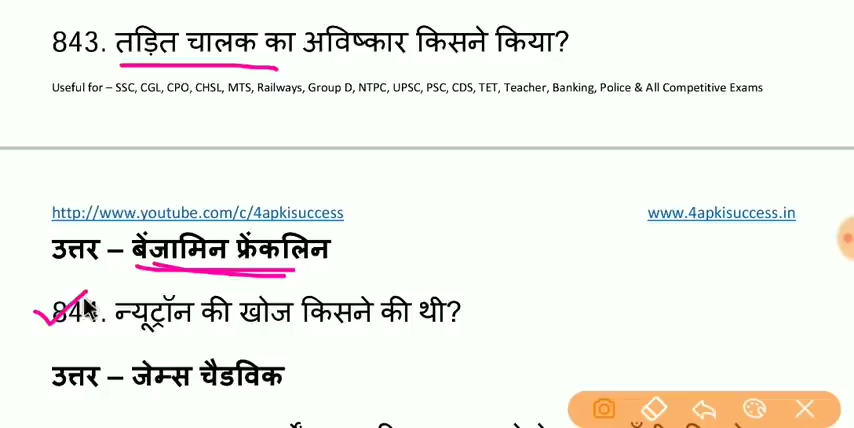 843. तड़ित चालक का अविष्कार किसने किया?
Useful for – SSC, CGL, CPO, CHSL, MTS, Railways, Group D, NTPC, UPSC, PSC, CDS, TET, Teacher, Banking, Police & All Competitive Exams
http://www.youtube.com/c/4apkisuccess www.4apkisuccess.in
उत्तर – बेंजामिन फ्रेंकलिन
844. न्यूट्रॉन की खोज किसने की थी?
उत्तर – जेम्स चैडविक